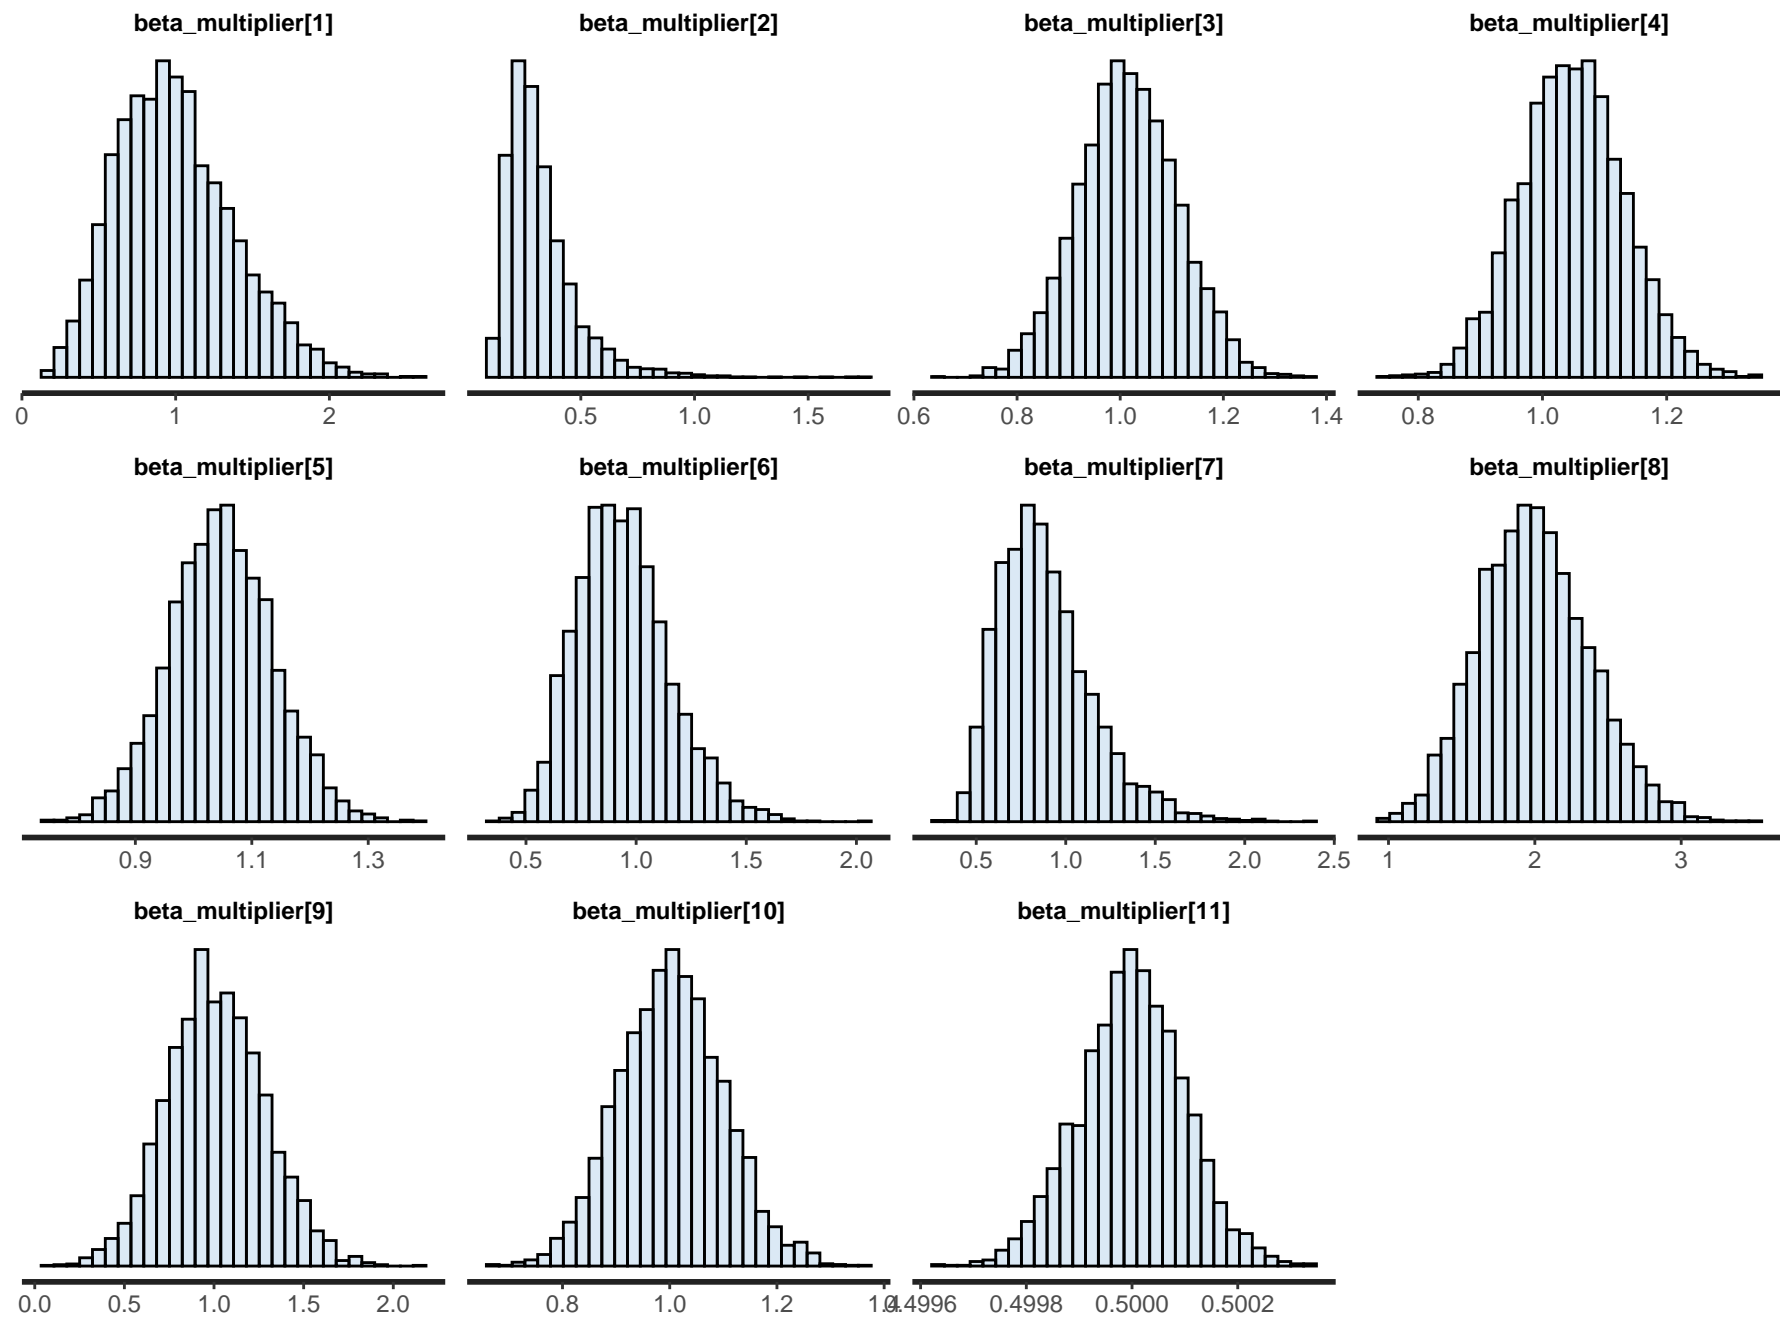 beta_multiplier[1] beta_multiplier[2] beta_multiplier[3] beta_multiplier[4]
0 1 2 0.5 1.0 1.5 0.6 0.8 1.0 1.2 1.4 0.8 1.0 1.2
beta_multiplier[5] beta_multiplier[6] beta_multiplier[7] beta_multiplier[8]
0.9 1.1 1.3 0.5 1.0 1.5 2.0 0.5 1.0 1.5 2.0 2.5 1 2 3
beta_multiplier[9] beta_multiplier[10] beta_multiplier[11]
0.0 0.5 1.0 1.5 2.0 0.8 1.0 1.2 1.4 0.4996 0.4998 0.5000 0.5002